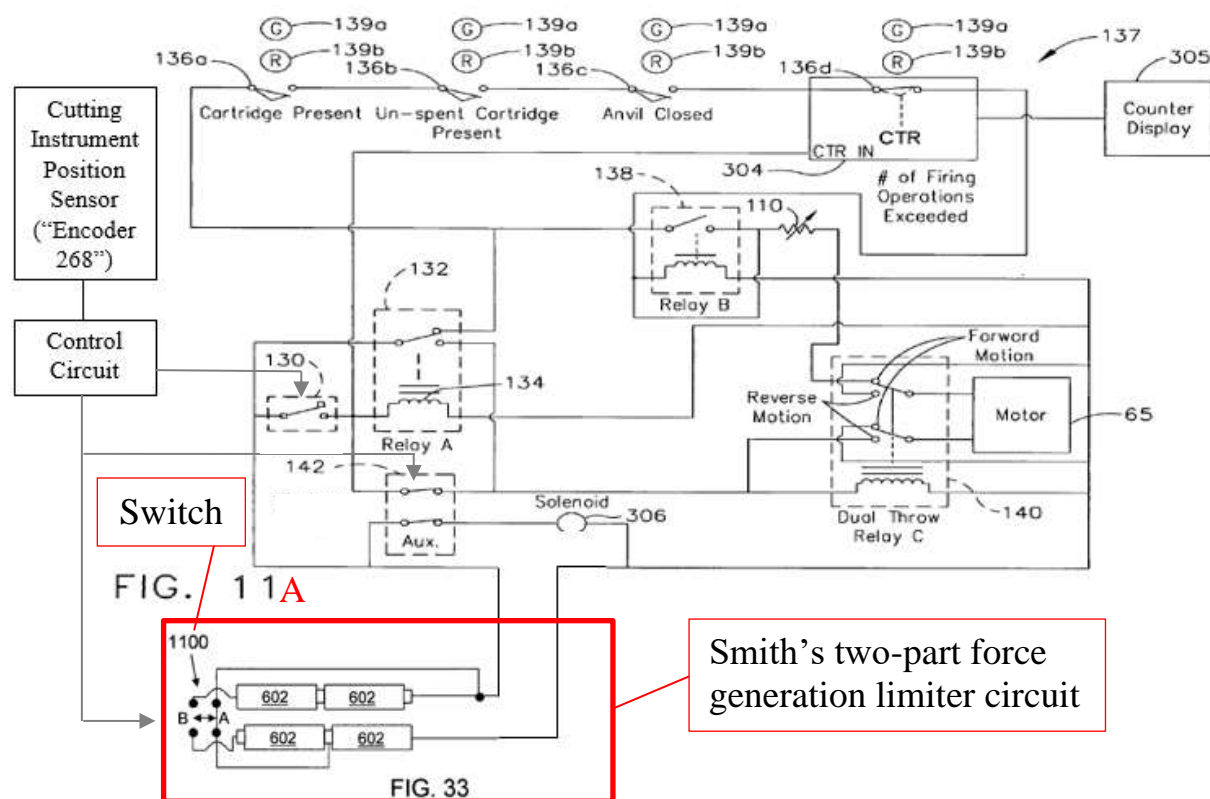 G 139a
G 139a
G 139a
G 139a
R 139b
R 139b
R 139b
R 139b
137
136a
136b
136c
136d
305
Cartridge Present
Un-spent Cartridge
Present
Anvil Closed
CTR
CTR IN
304
# of Firing
Operations
Exceeded
Counter
Display
Cutting
Instrument
Position
Sensor
(“Encoder
268”)
Control
Circuit
138
110
Relay B
132
130
134
Relay A
142
Aux.
Solenoid
306
Forward
Motion
Reverse
Motion
Motor
65
Dual Throw
Relay C
140
Switch
FIG. 11A
1100
B A
602
602
602
602
FIG. 33
Smith’s two-part force
generation limiter circuit